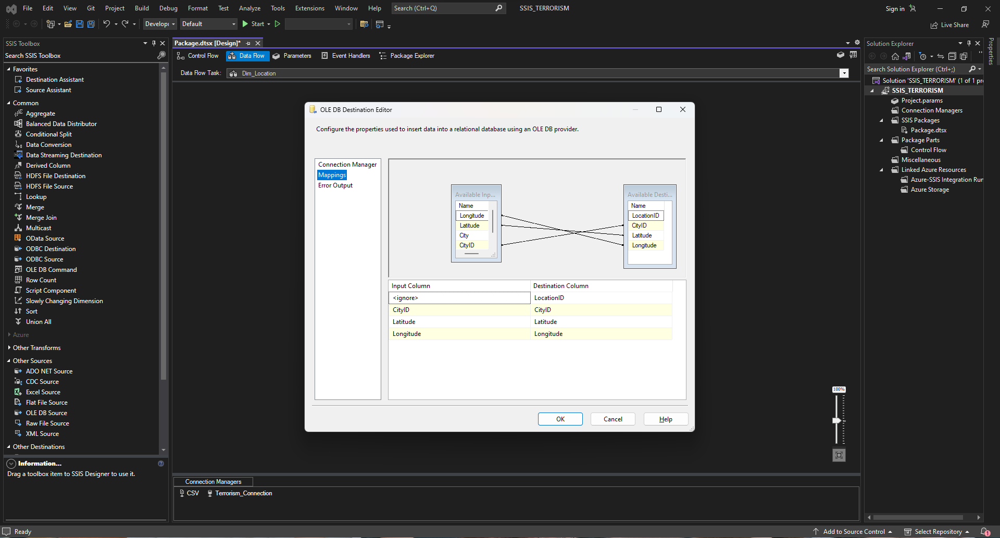 File Edit View Git Project Build Debug Format Test Analyze Tools Extensions Window Help Search (Ctrl+Q) SSIS_TERRORISM Sign in
Develop Default Start Live Share
SSIS Toolbox
Search SSIS Toolbox
Favorites
Destination Assistant
Source Assistant
Common
Aggregate
Balanced Data Distributor
Conditional Split
Data Conversion
Data Streaming Destination
Derived Column
HDFS File Destination
HDFS File Source
Lookup
Merge
Merge Join
Multicast
OData Source
ODBC Destination
ODBC Source
OLE DB Command
Row Count
Script Component
Slowly Changing Dimension
Sort
Union All
Azure
Other Transforms
Other Sources
ADO NET Source
CDC Source
Excel Source
Flat File Source
OLE DB Source
Raw File Source
XML Source
Other Destinations
Information...
Drag a toolbox item to SSIS Designer to use it.
Package.dtsx [Design]*
Control Flow Data Flow Parameters Event Handlers Package Explorer
Data Flow Task: Dim_Location
OLE DB Destination Editor
Configure the properties used to insert data into a relational database using an OLE DB provider.
Connection Manager
Mappings
Error Output
Available Inp...
Name
Longitude
Latitude
City
CityID
Available Desti...
Name
LocationID
CityID
Latitude
Longitude
Input Column Destination Column
<ignore> LocationID
CityID CityID
Latitude Latitude
Longitude Longitude
OK Cancel Help
100%
Connection Managers
CSV Terrorism_Connection
Solution Explorer
Search Solution Explorer (Ctrl+;)
Solution 'SSIS_TERRORISM' (1 of 1 pr
SSIS_TERRORISM
Project.params
Connection Managers
SSIS Packages
Package.dtsx
Package Parts
Control Flow
Miscellaneous
Linked Azure Resources
Azure-SSIS Integration Run
Azure Storage
Properties
Ready Add to Source Control Select Repository 1